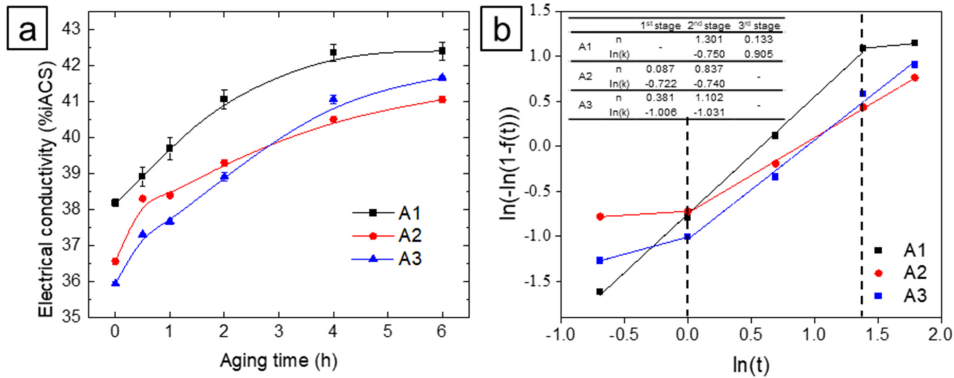 a
Electrical conductivity (%IACS)
43
42
41
40
39
38
37
36
35
0 1 2 3 4 5 6
Aging time (h)
A1
A2
A3
b
ln(-ln(1-f(t)))
1.5
1.0
0.5
0.0
-0.5
-1.0
-1.5
-1.0 -0.5 0.0 0.5 1.0 1.5 2.0
ln(t)
1st stage 2nd stage 3rd stage
A1 n - 1.301 0.133
ln(k) -0.750 0.905
A2 n 0.087 0.837 -
ln(k) -0.722 -0.740
A3 n 0.381 1.102 -
ln(k) -1.006 -1.031
A1
A2
A3